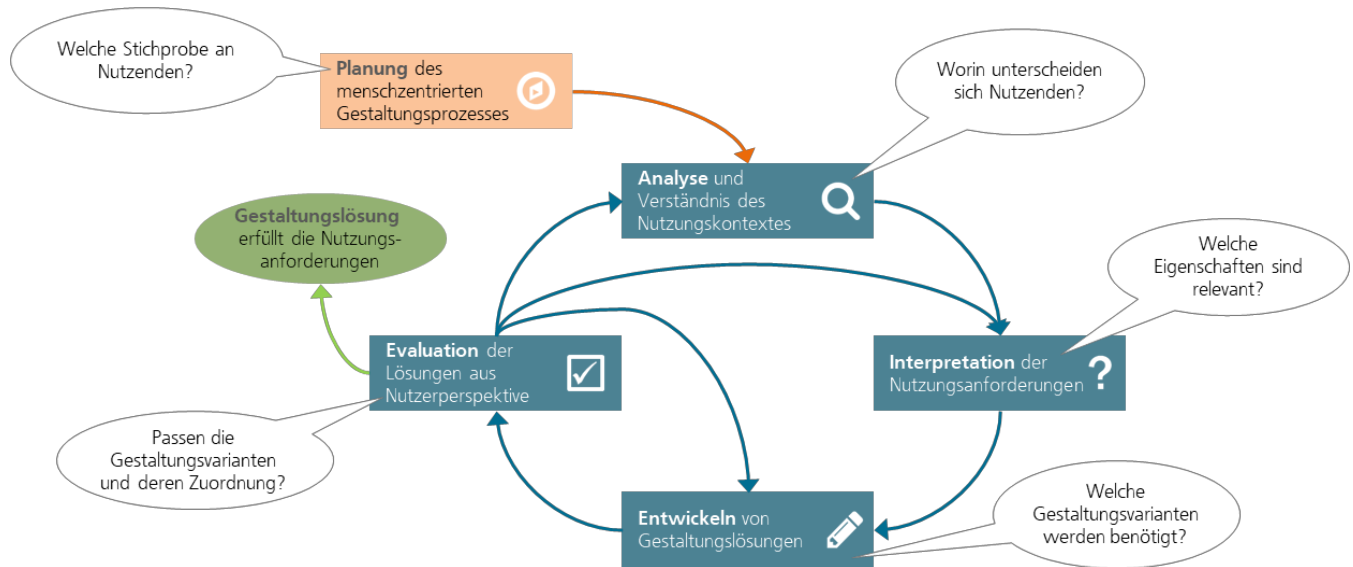 Welche Stichprobe an
Nutzenden?
Planung des
menschzentrierten
Gestaltungsprozesses
Worin unterscheiden
sich Nutzenden?
Analyse und
Verständnis des
Nutzungskontextes
Gestaltungslösung
erfüllt die Nutzungs-
anforderungen
Welche
Eigenschaften sind
relevant?
Evaluation der
Lösungen aus
Nutzerperspektive
Interpretation der
Nutzungsanforderungen
?
Passen die
Gestaltungsvarianten
und deren Zuordnung?
Entwickeln von
Gestaltungslösungen
Welche
Gestaltungsvarianten
werden benötigt?